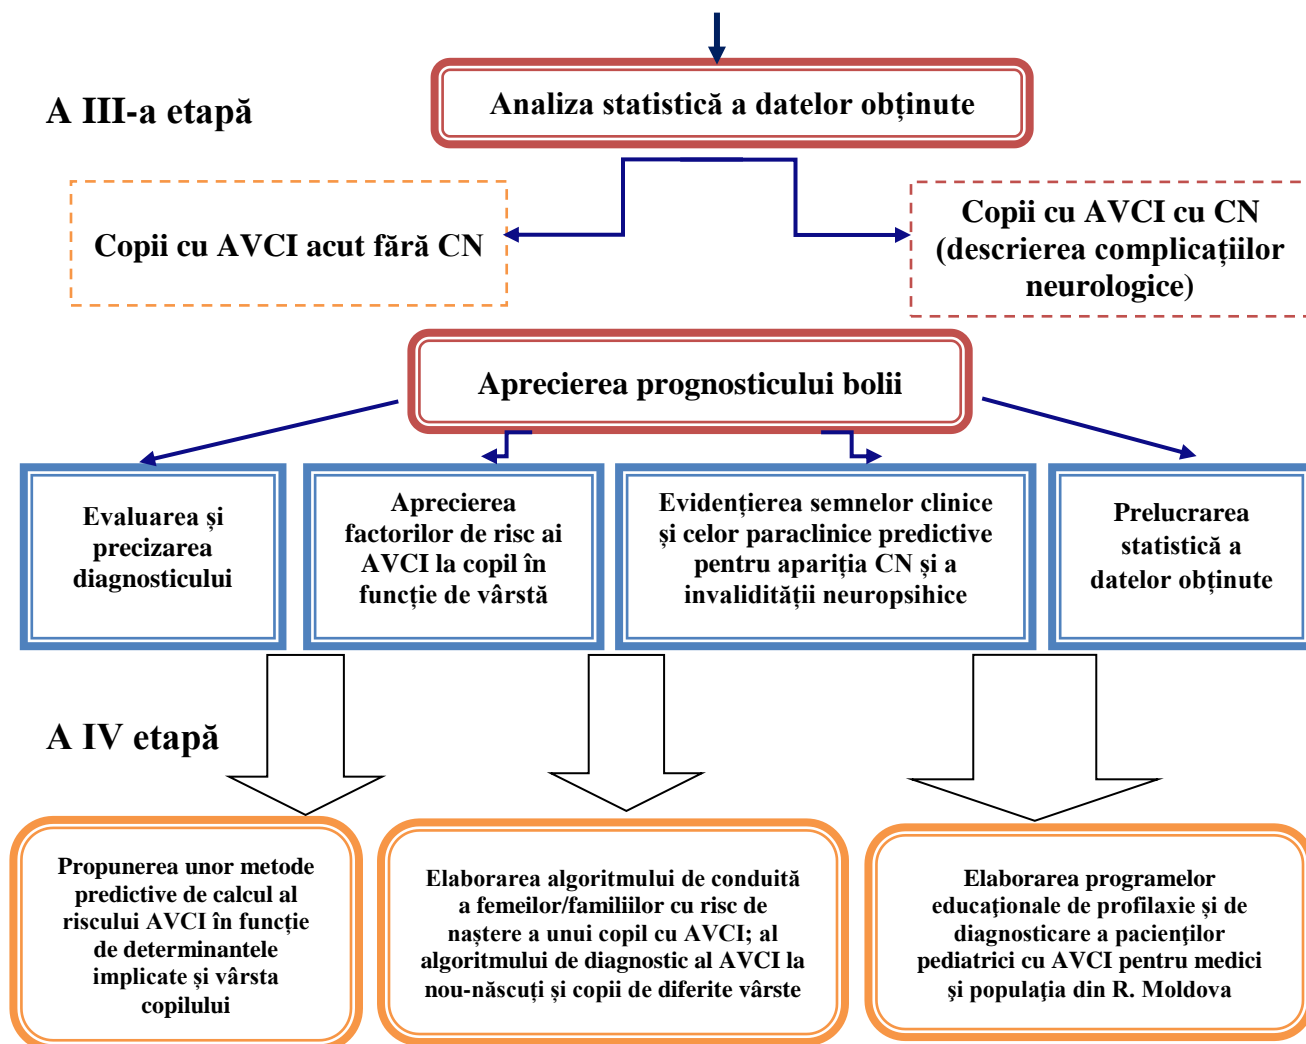 A III-a etapă
Analiza statistică a datelor obținute
Copii cu AVCI acut fără CN
Copii cu AVCI cu CN
(descrierea complicațiilor
neurologice)
Aprecierea prognosticului bolii
Evaluarea și
precizarea
diagnosticului
Aprecierea
factorilor de risc ai
AVCI la copil în
funcție de vârstă
Evidențierea semnelor clinice
și celor paraclinice predictive
pentru apariția CN și a
invalidității neuropsihice
Prelucrarea
statistică a
datelor obținute
A IV etapă
Propunerea unor metode
predictive de calcul al
riscului AVCI în funcție
de determinantele
implicate și vârsta
copilului
Elaborarea algoritmului de conduită
a femeilor/familiilor cu risc de
naștere a unui copil cu AVCI; al
algoritmului de diagnostic al AVCI la
nou-născuți și copii de diferite vârste
Elaborarea programelor
educaţionale de profilaxie și de
diagnosticare a pacienţilor
pediatrici cu AVCI pentru medici
şi populaţia din R. Moldova